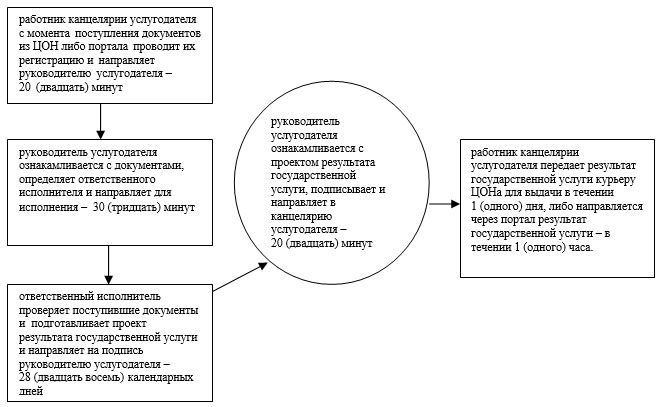 работник канцелярии услугодателя
с момента поступления документов
из ЦОН либо портала проводит их
регистрацию и направляет
руководителю услугодателя –
20 (двадцать) минут
руководитель услугодателя
ознакамливается с документами,
определяет ответственного
исполнителя и направляет для
исполнения – 30 (тридцать) минут
ответственный исполнитель
проверяет поступившие документы
и подготавливает проект
результата государственной услуги
и направляет на подпись
руководителю услугодателя –
28 (двадцать восемь) календарных
дней
руководитель
услугодателя
ознакамливается с
проектом результата
государственной
услуги, подписывает и
направляет в
канцелярию
услугодателя –
20 (двадцать) минут
работник канцелярии
услугодателя передает результат
государственной услуги курьеру
ЦОНа для выдачи в течении
1 (одного) дня, либо направляется
через портал результат
государственной услуги – в
течении 1 (одного) часа.